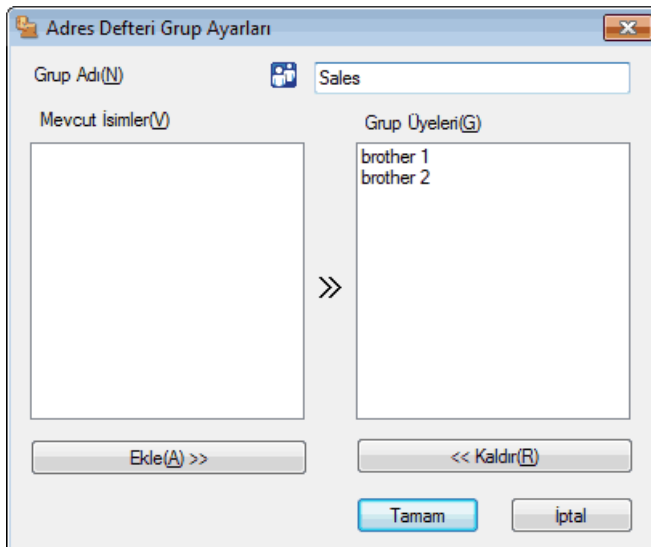 Adres Defteri Grup Ayarları
Grup Adı(N)
Sales
Mevcut İsimler(V)
Grup Üyeleri(G)
brother 1
brother 2
Ekle(A) >>
<< Kaldır(R)
Tamam
İptal